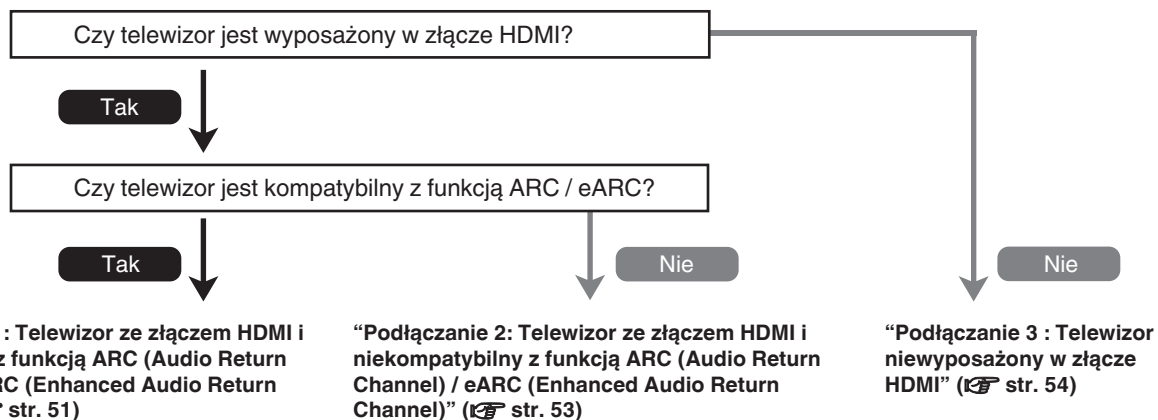 Czy telewizor jest wyposażony w złącze HDMI?
Tak
Czy telewizor jest kompatybilny z funkcją ARC / eARC?
Tak
Nie
Nie
: Telewizor ze złączem HDMI i
z funkcją ARC (Audio Return
RC (Enhanced Audio Return
str. 51)
“Podłączanie 2: Telewizor ze złączem HDMI i
niekompatybilny z funkcją ARC (Audio Return
Channel) / eARC (Enhanced Audio Return
Channel)” (☞ str. 53)
“Podłączanie 3 : Telewizor
niewyposażony w złącze
HDMI” (☞ str. 54)